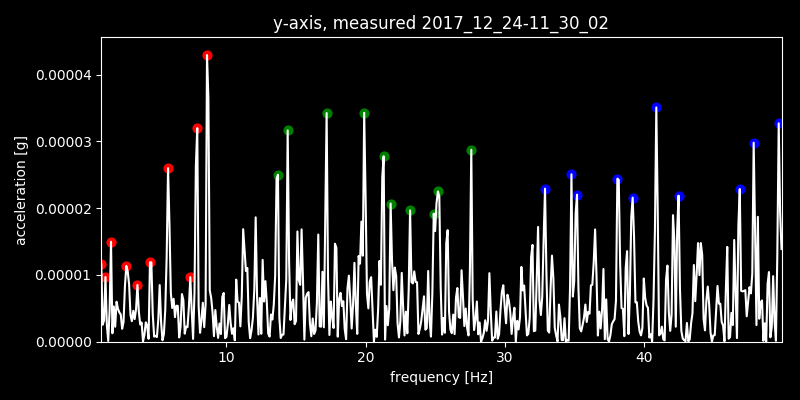 y-axis, measured 2017_12_24-11_30_02
acceleration [g]
0.00004
0.00003
0.00002
0.00001
0.00000
10 20 30 40
frequency [Hz]